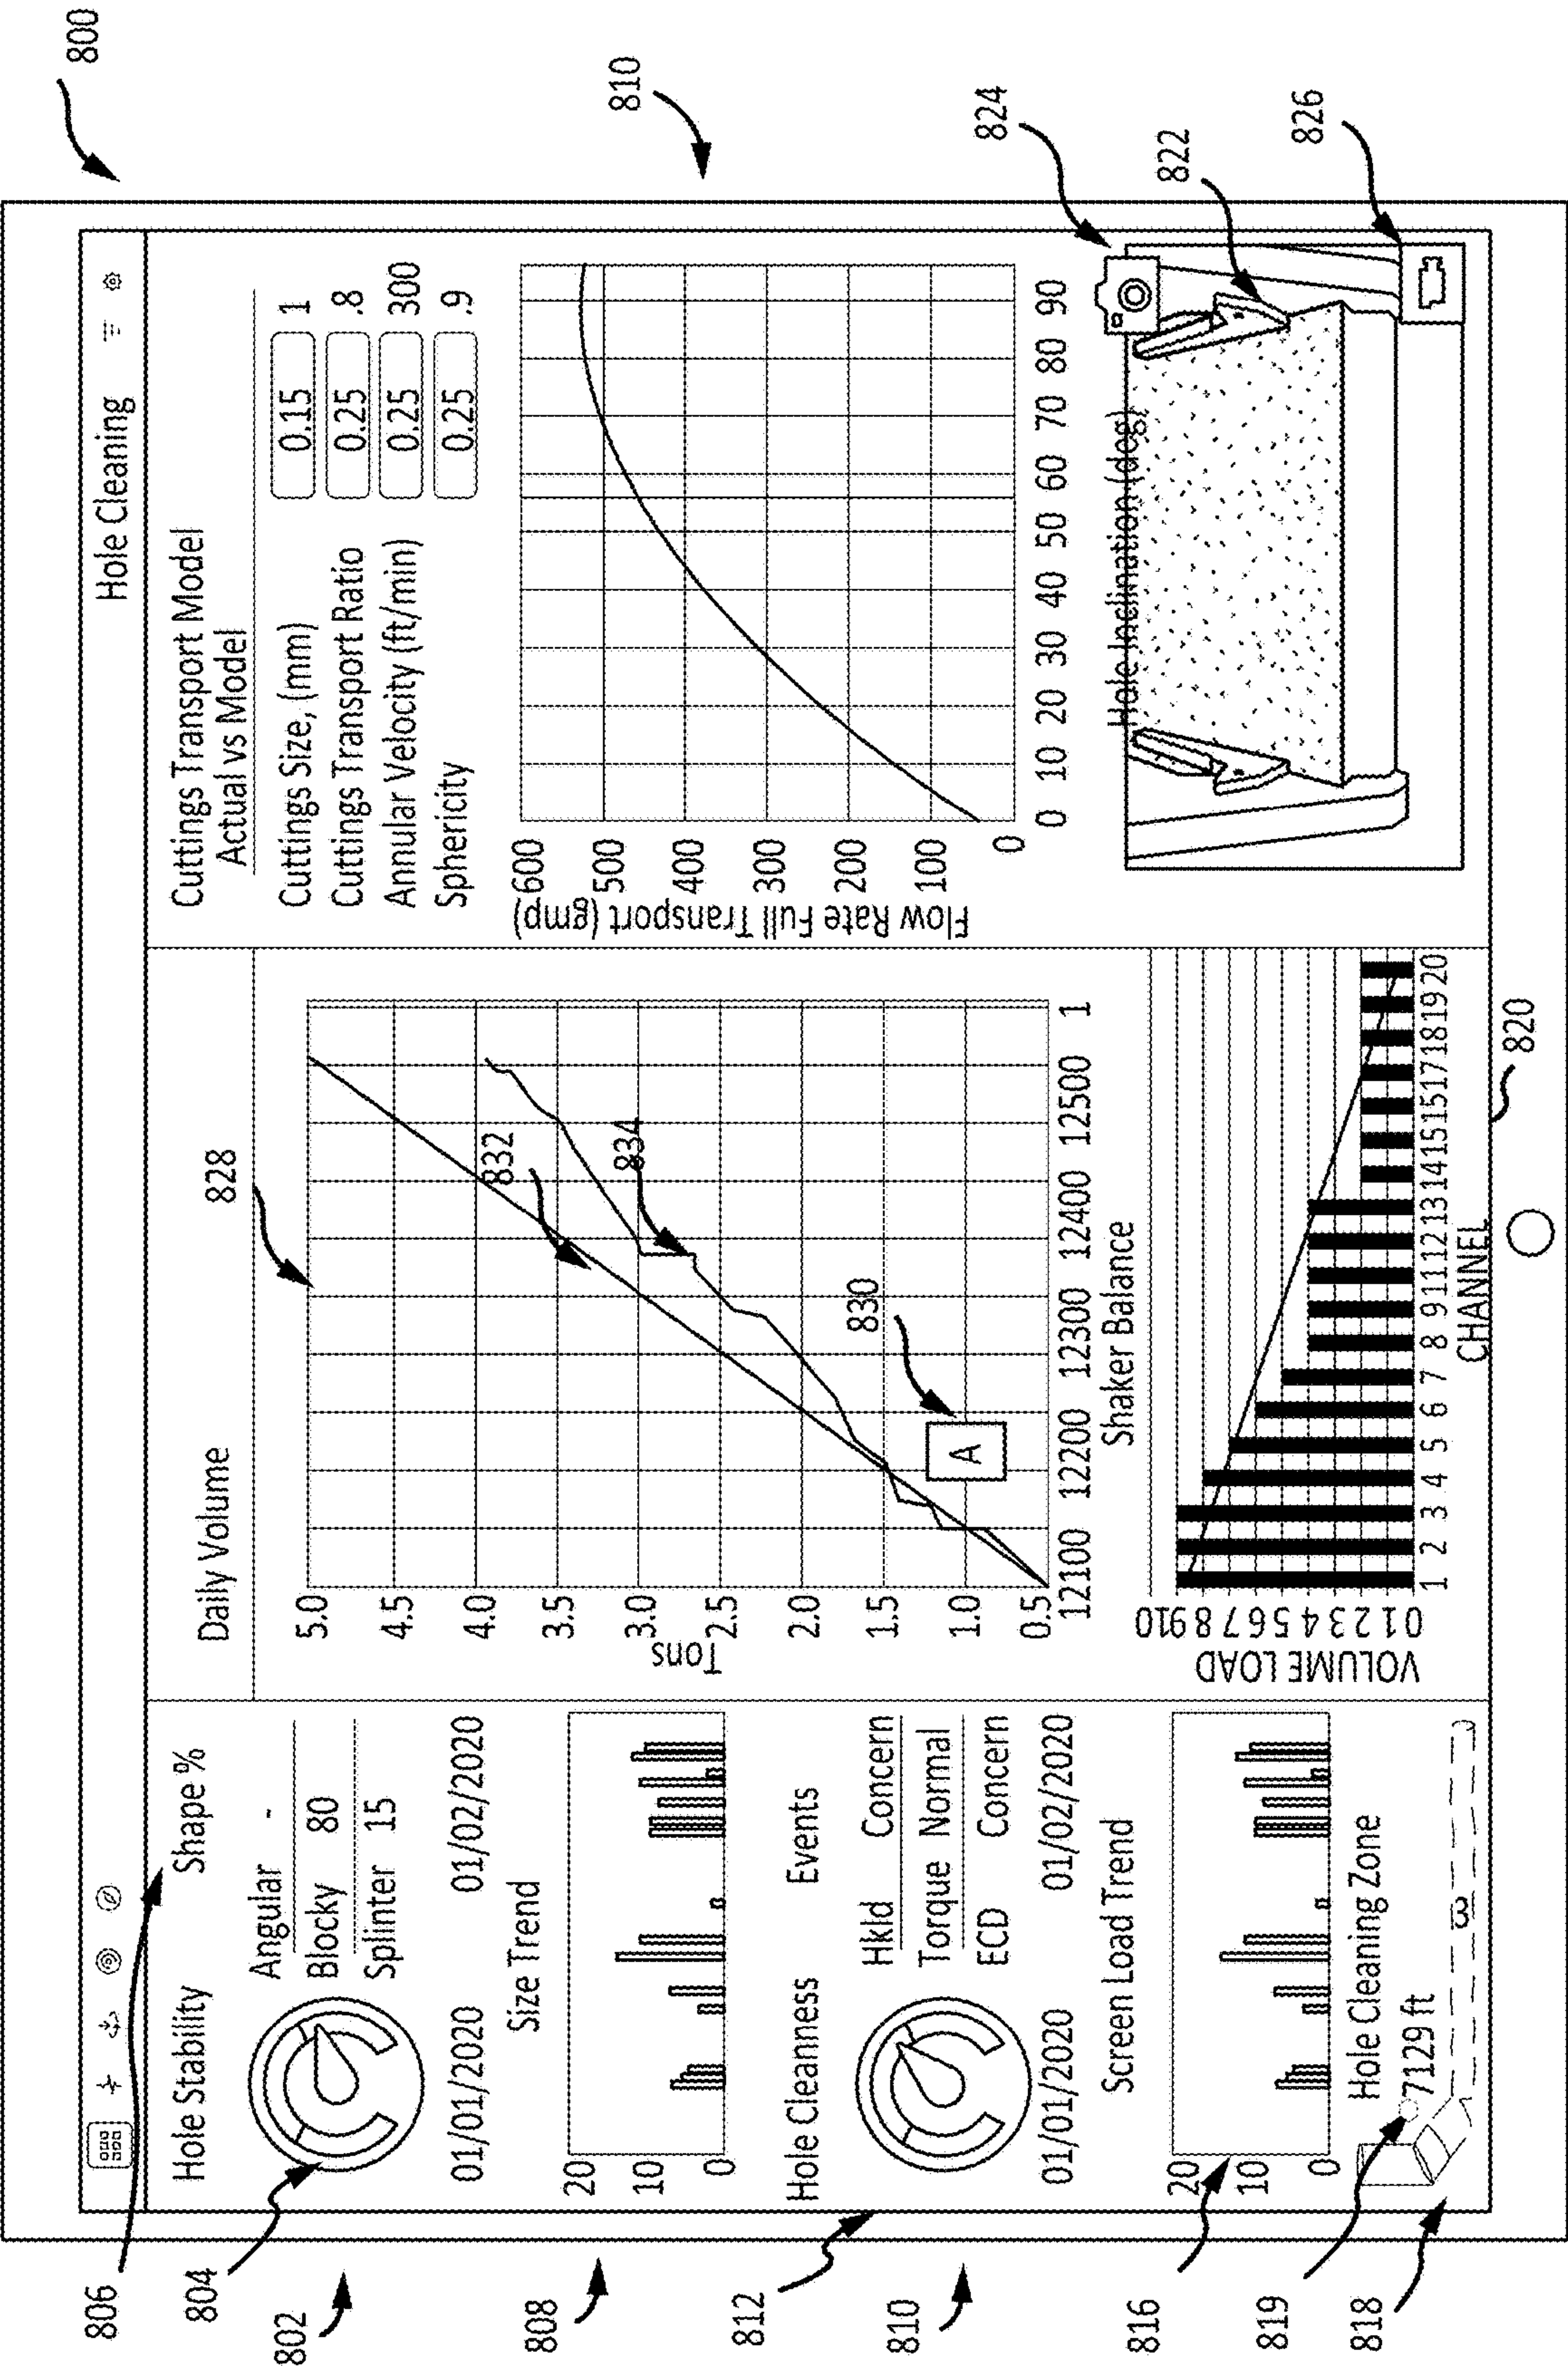 800
Hole Cleaning
806
804
802
808
812
810
816
819
818
Hole Stability
Shape %
Angular -
Blocky 80
Splinter 15
01/01/2020 01/02/2020
Size Trend
20
10
0
Hole Cleanness
Events
Hkld Concern
Torque Normal
ECD Concern
01/01/2020 01/02/2020
Screen Load Trend
20
10
0
Hole Cleaning Zone
7129 ft
3
828
Daily Volume
5.0
4.5
4.0
3.5
3.0
2.5
2.0
1.5
1.0
0.5
Tons
832
834
830
A
12100 12200 12300 12400 12500 1
Shaker Balance
VOLUME LOAD
10
9
8
7
6
5
4
3
2
1
0
1 2 3 4 5 6 7 8 9 11 12 13 14 15 15 17 18 19 20
CHANNEL
820
Cuttings Transport Model
Actual vs Model
Cuttings Size, (mm) 0.15 1
Cuttings Transport Ratio 0.25 .8
Annular Velocity (ft/min) 0.25 300
Sphericity 0.25 .9
Flow Rate Full Transport (gmp)
600
500
400
300
200
100
0
0 10 20 30 40 50 60 70 80 90
Hole Inclination (deg)
810
824
822
826